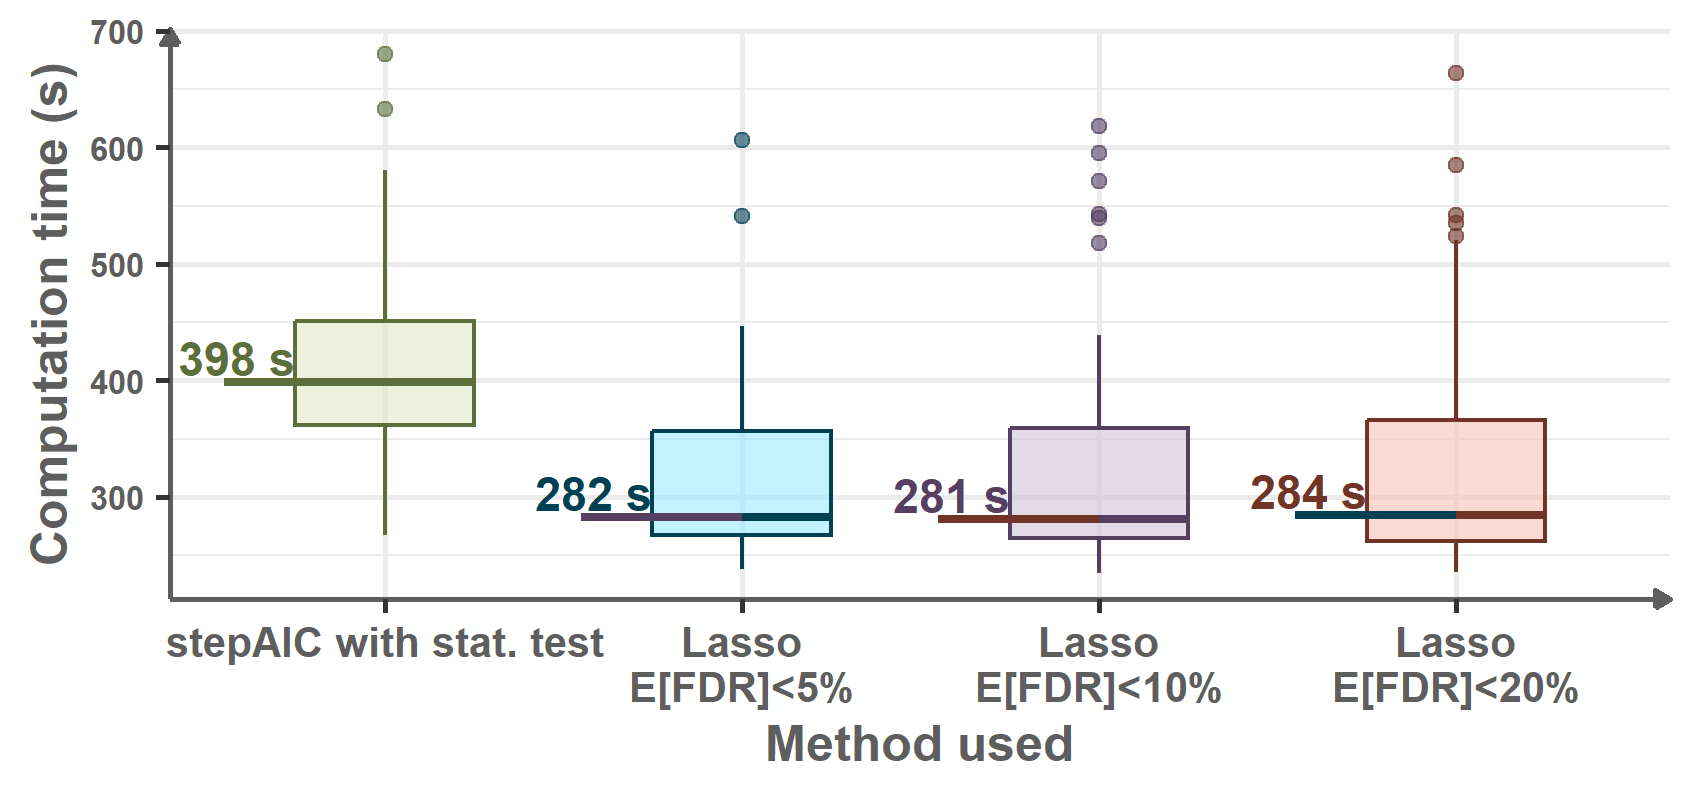 Computation time (s)
700
600
500
400
300
398 s
282 s
281 s
284 s
stepAIC with stat. test
Lasso
E[FDR]<5%
Lasso
E[FDR]<10%
Lasso
E[FDR]<20%
Method used